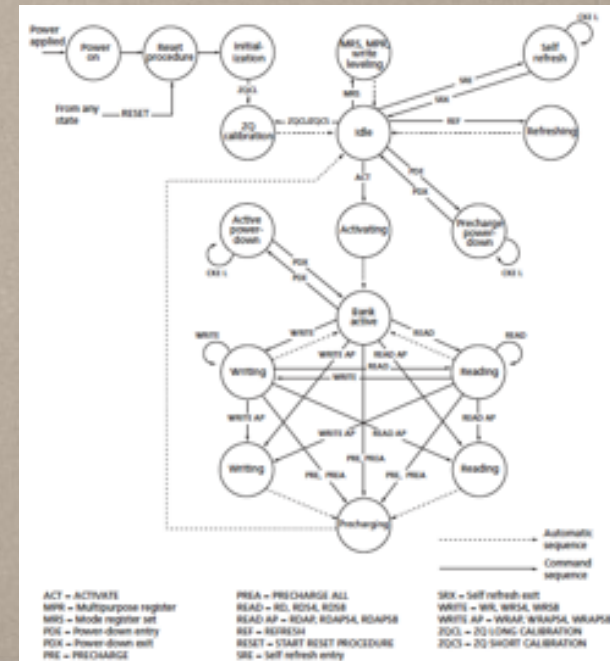 Power
applied
Power
on
Reset
procedure
Initial-
ization
MRS, MPR,
write
leveling
Self
refresh
CKE L
ZQCL
SRE
SRX
MRS
From any
state
RESET
ZQ
calibration
ZQCL/ZQCS
Idle
REF
Refreshing
PDE
PDX
ACT
Active
power-
down
Activating
Precharge
power-
down
CKE L
CKE L
PDX
PDE
Bank
active
WRITE
WRITE
READ
READ
WRITE AP
READ AP
Writing
READ
WRITE
Reading
WRITE AP
WRITE AP
READ AP
READ AP
Writing
PRE, PREA
PRE, PREA
PRE, PREA
Reading
Precharging
Automatic
sequence
Command
sequence
ACT = ACTIVATE
MPR = Multipurpose register
MRS = Mode register set
PDE = Power-down entry
PDX = Power-down exit
PRE = PRECHARGE
PREA = PRECHARGE ALL
READ = RD, RDS4, RDS8
READ AP = RDAP, RDAPS4, RDAPS8
REF = REFRESH
RESET = START RESET PROCEDURE
SRE = Self refresh entry
SRX = Self refresh exit
WRITE = WR, WRS4, WRS8
WRITE AP = WRAP, WRAPS4, WRAPS8
ZQCL = ZQ LONG CALIBRATION
ZQCS = ZQ SHORT CALIBRATION